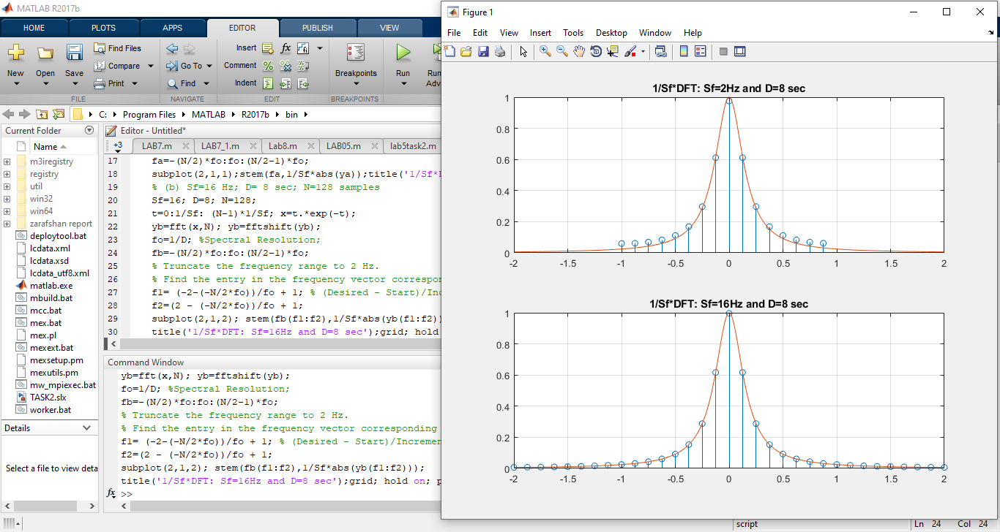 MATLAB R2017b
HOME PLOTS APPS EDITOR PUBLISH VIEW
New Open Save Find Files Compare Print
Go To Find
Insert fx
Comment
Indent
Breakpoints Run
FILE NAVIGATE EDIT BREAKPOINTS
C: Program Files MATLAB R2017b bin
Current Folder
Name
m3iregistry
registry
util
win32
win64
zarafshan report
deploytool.bat
lcdata.xml
lcdata.xsd
lcdata_utf8.xml
matlab.exe
mbuild.bat
mcc.bat
mex.bat
mex.pl
mexext.bat
mexsetup.pm
mexutils.pm
mw_mpiexec.bat
TASK2.slx
worker.bat
Details
Select a file to view deta
Editor - Untitled*
+3 LAB7.m LAB7_1.m Lab8.m LAB05.m lab5task2.m
17 fa=-(N/2)*fo:fo:(N/2-1)*fo;
18 subplot(2,1,1);stem(fa,1/Sf*abs(ya));title('1/Sf*D
19 % (b) Sf=16 Hz; D= 8 sec; N=128 samples
20 Sf=16; D=8; N=128;
21 t=0:1/Sf: (N-1)*1/Sf; x=t.*exp(-t);
22 yb=fft(x,N); yb=fftshift(yb);
23 fo=1/D; %Spectral Resolution;
24 fb=-(N/2)*fo:fo:(N/2-1)*fo;
25 % Truncate the frequency range to 2 Hz.
26 % Find the entry in the frequency vector correspon
27 f1= (-2-(-N/2*fo))/fo + 1; % (Desired - Start)/Inc
28 f2=(2 - (-N/2*fo))/fo + 1;
29 subplot(2,1,2); stem(fb(f1:f2),1/Sf*abs(yb(f1:f2))
30 title('1/Sf*DFT: Sf=16Hz and D=8 sec');grid; hold
Command Window
yb=fft(x,N); yb=fftshift(yb);
fo=1/D; %Spectral Resolution;
fb=-(N/2)*fo:fo:(N/2-1)*fo;
% Truncate the frequency range to 2 Hz.
% Find the entry in the frequency vector corresponding
f1= (-2-(-N/2*fo))/fo + 1; % (Desired - Start)/Incremen
f2=(2 - (-N/2*fo))/fo + 1;
subplot(2,1,2); stem(fb(f1:f2),1/Sf*abs(yb(f1:f2)));
title('1/Sf*DFT: Sf=16Hz and D=8 sec');grid; hold on; p
fx >>
Figure 1
File Edit View Insert Tools Desktop Window Help
1/Sf*DFT: Sf=2Hz and D=8 sec
1
0.8
0.6
0.4
0.2
0
-2 -1.5 -1 -0.5 0 0.5 1 1.5 2
1/Sf*DFT: Sf=16Hz and D=8 sec
1
0.8
0.6
0.4
0.2
0
-2 -1.5 -1 -0.5 0 0.5 1 1.5 2
script Ln 24 Col 24